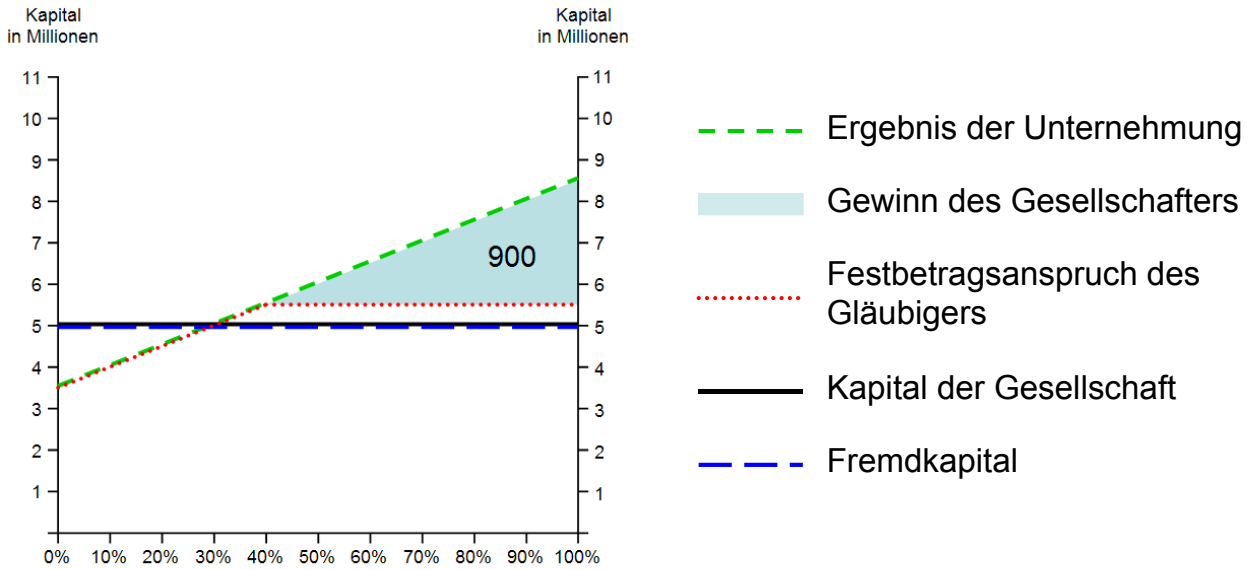 Kapital
in Millionen
Kapital
in Millionen
11
10
9
8
7
6
5
4
3
2
1
11
10
9
8
7
6
5
4
3
2
1
900
0% 10% 20% 30% 40% 50% 60% 70% 80% 90% 100%
Ergebnis der Unternehmung
Gewinn des Gesellschafters
Festbetragsanspruch des
Gläubigers
Kapital der Gesellschaft
Fremdkapital